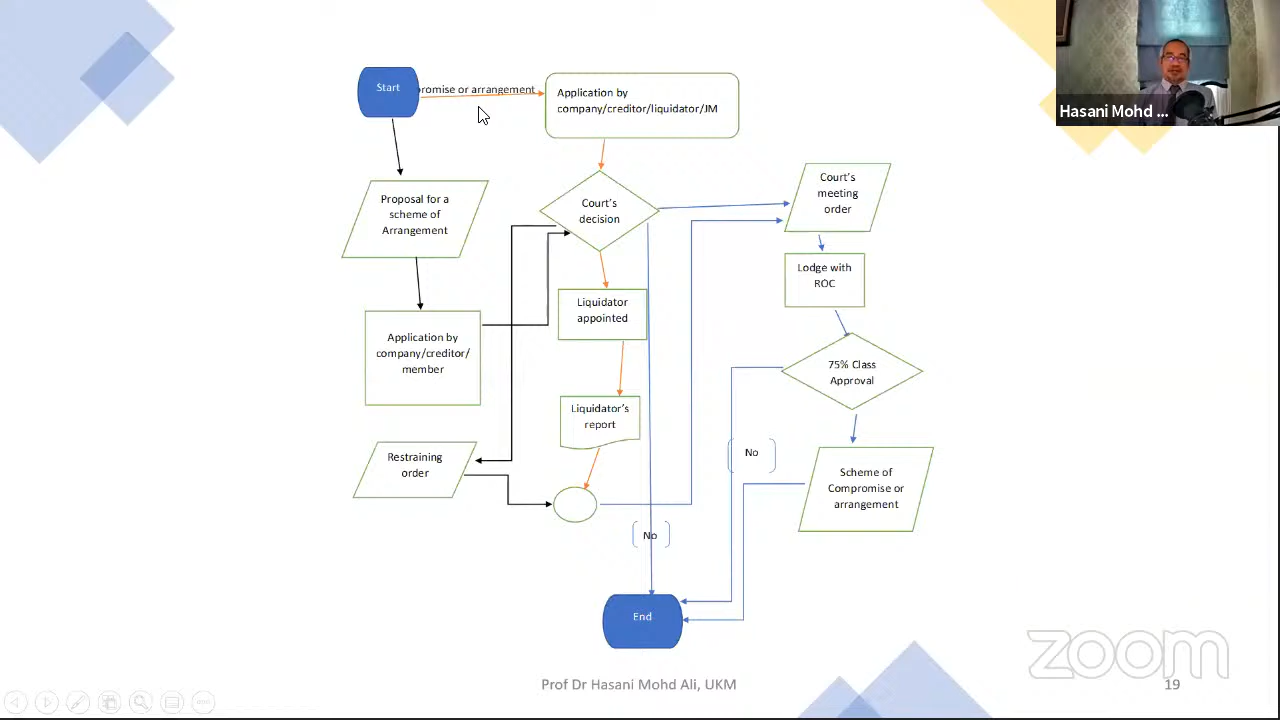 Start
promise or arrangement
Application by
company/creditor/liquidator/JM
Hasani Mohd ...
Proposal for a
scheme of
Arrangement
Court's
decision
Court's
meeting
order
Lodge with
ROC
Liquidator
appointed
Application by
company/creditor/
member
75% Class
Approval
Liquidator's
report
Restraining
order
No
Scheme of
Compromise or
arrangement
No
End
zoom
Prof Dr Hasani Mohd Ali, UKM
19